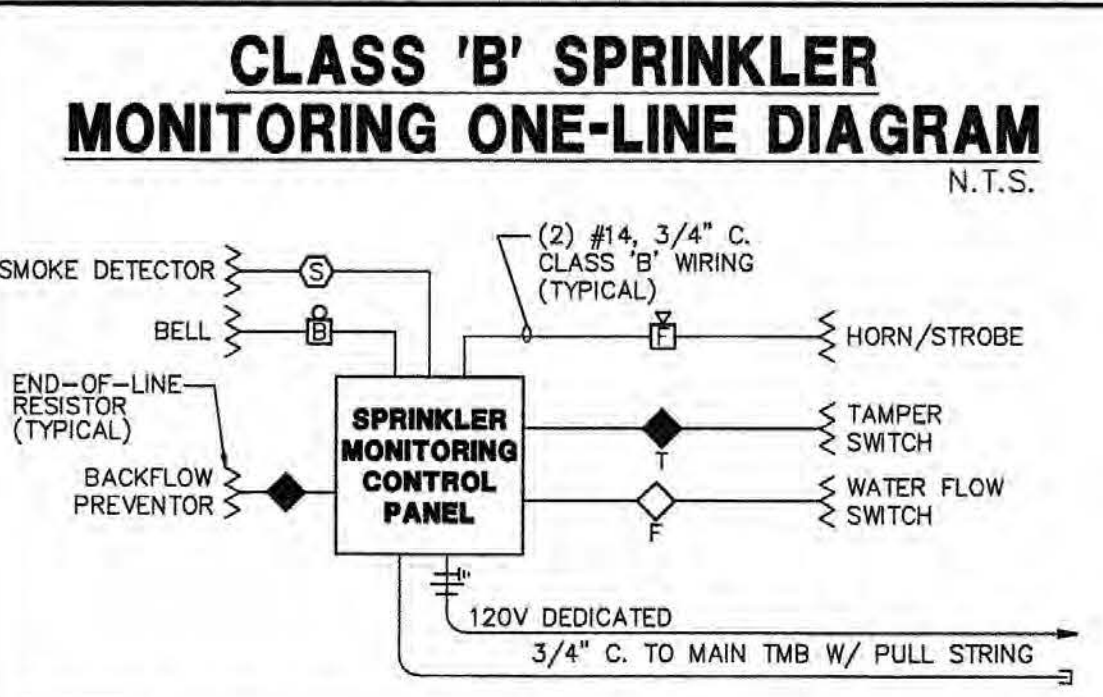 CLASS 'B' SPRINKLER
MONITORING ONE-LINE DIAGRAM
N.T.S.
(2) #14, 3/4" C.
CLASS 'B' WIRING
(TYPICAL)
SMOKE DETECTOR
S
BELL
B
F
HORN/STROBE
END-OF-LINE
RESISTOR
(TYPICAL)
SPRINKLER
MONITORING
CONTROL
PANEL
T
TAMPER
SWITCH
BACKFLOW
PREVENTOR
F
WATER FLOW
SWITCH
120V DEDICATED
3/4" C. TO MAIN TMB W/ PULL STRING